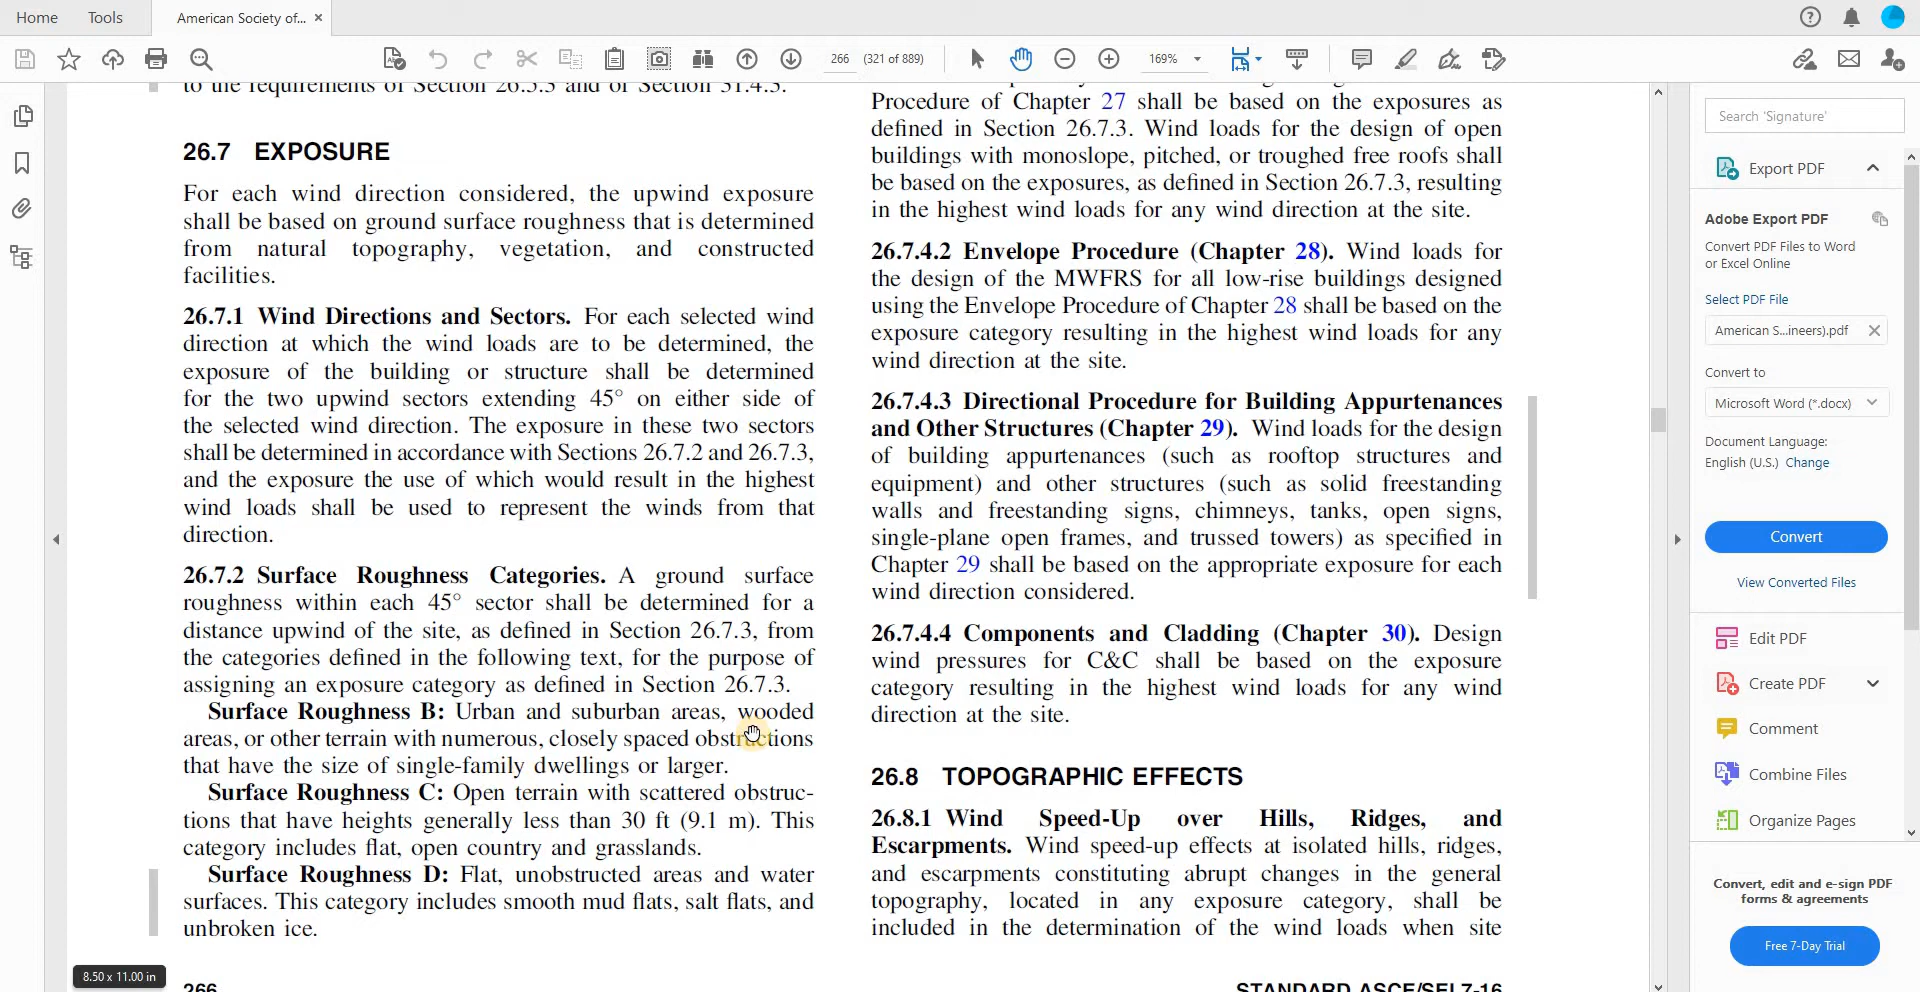 Home
Tools
American Society of...
266
(321 of 889)
169%
to the requirements of Section 26.5.3 and of Section 31.4.3.
26.7 EXPOSURE
For each wind direction considered, the upwind exposure
shall be based on ground surface roughness that is determined
from natural topography, vegetation, and constructed
facilities.
26.7.1 Wind Directions and Sectors. For each selected wind
direction at which the wind loads are to be determined, the
exposure of the building or structure shall be determined
for the two upwind sectors extending 45° on either side of
the selected wind direction. The exposure in these two sectors
shall be determined in accordance with Sections 26.7.2 and 26.7.3,
and the exposure the use of which would result in the highest
wind loads shall be used to represent the winds from that
direction.
26.7.2 Surface Roughness Categories. A ground surface
roughness within each 45° sector shall be determined for a
distance upwind of the site, as defined in Section 26.7.3, from
the categories defined in the following text, for the purpose of
assigning an exposure category as defined in Section 26.7.3.
Surface Roughness B: Urban and suburban areas, wooded
areas, or other terrain with numerous, closely spaced obstructions
that have the size of single-family dwellings or larger.
Surface Roughness C: Open terrain with scattered obstruc-
tions that have heights generally less than 30 ft (9.1 m). This
category includes flat, open country and grasslands.
Surface Roughness D: Flat, unobstructed areas and water
surfaces. This category includes smooth mud flats, salt flats, and
unbroken ice.
8.50 x 11.00 in
266
Procedure of Chapter 27 shall be based on the exposures as
defined in Section 26.7.3. Wind loads for the design of open
buildings with monoslope, pitched, or troughed free roofs shall
be based on the exposures, as defined in Section 26.7.3, resulting
in the highest wind loads for any wind direction at the site.
26.7.4.2 Envelope Procedure (Chapter 28). Wind loads for
the design of the MWFRS for all low-rise buildings designed
using the Envelope Procedure of Chapter 28 shall be based on the
exposure category resulting in the highest wind loads for any
wind direction at the site.
26.7.4.3 Directional Procedure for Building Appurtenances
and Other Structures (Chapter 29). Wind loads for the design
of building appurtenances (such as rooftop structures and
equipment) and other structures (such as solid freestanding
walls and freestanding signs, chimneys, tanks, open signs,
single-plane open frames, and trussed towers) as specified in
Chapter 29 shall be based on the appropriate exposure for each
wind direction considered.
26.7.4.4 Components and Cladding (Chapter 30). Design
wind pressures for C&C shall be based on the exposure
category resulting in the highest wind loads for any wind
direction at the site.
26.8 TOPOGRAPHIC EFFECTS
26.8.1 Wind Speed-Up over Hills, Ridges, and
Escarpments. Wind speed-up effects at isolated hills, ridges,
and escarpments constituting abrupt changes in the general
topography, located in any exposure category, shall be
included in the determination of the wind loads when site
STANDARD ASCE/SEI 7-16
Search 'Signature'
Export PDF
Adobe Export PDF
Convert PDF Files to Word
or Excel Online
Select PDF File
American S...ineers).pdf
Convert to
Microsoft Word (*.docx)
Document Language:
English (U.S.) Change
Convert
View Converted Files
Edit PDF
Create PDF
Comment
Combine Files
Organize Pages
Convert, edit and e-sign PDF
forms & agreements
Free 7-Day Trial